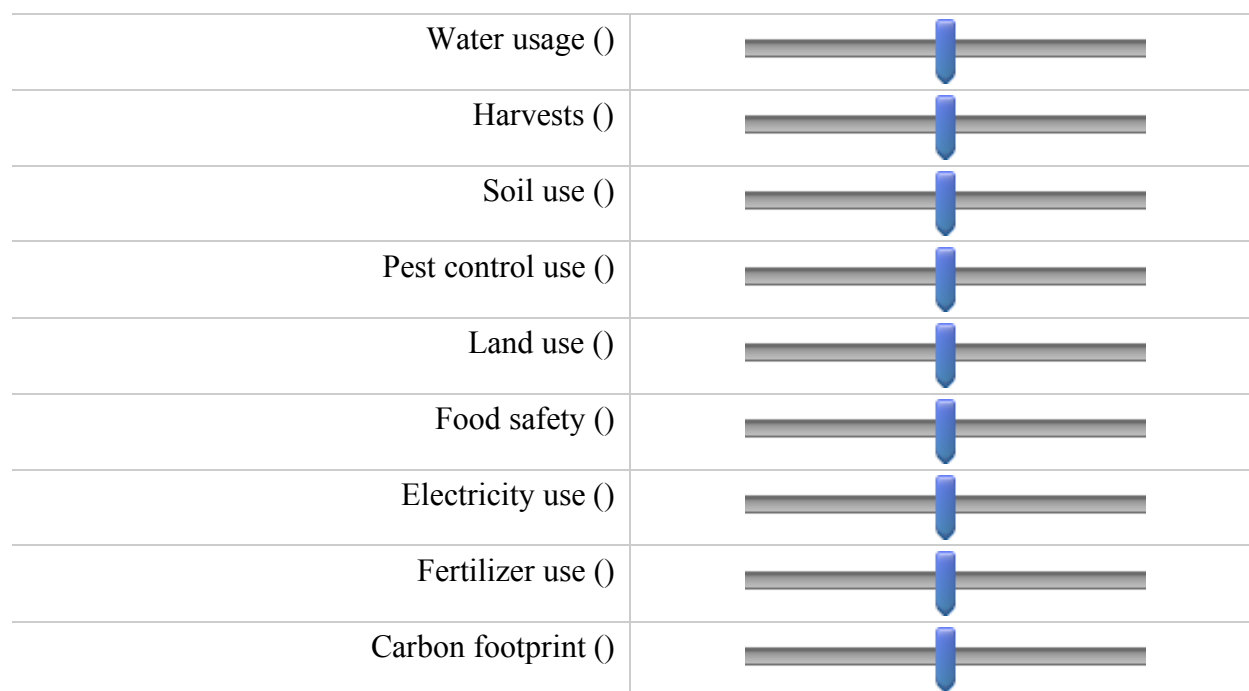 Water usage ()
Harvests ()
Soil use ()
Pest control use ()
Land use ()
Food safety ()
Electricity use ()
Fertilizer use ()
Carbon footprint ()